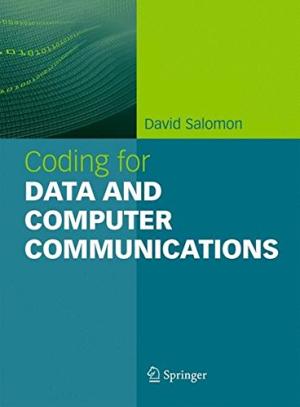 David Salomon
Coding for
DATA AND
COMPUTER
COMMUNICATIONS
Springer